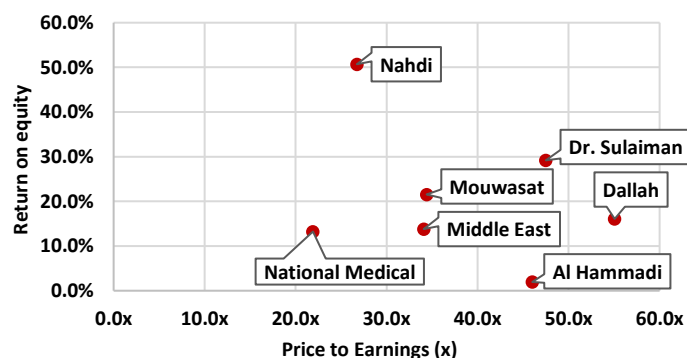 60.0%
50.0%
40.0%
30.0%
20.0%
10.0%
0.0%
Return on equity
Nahdi
Dr. Sulaiman
Mouwasat
Dallah
Middle East
National Medical
Al Hammadi
0.0x 10.0x 20.0x 30.0x 40.0x 50.0x 60.0x
Price to Earnings (x)